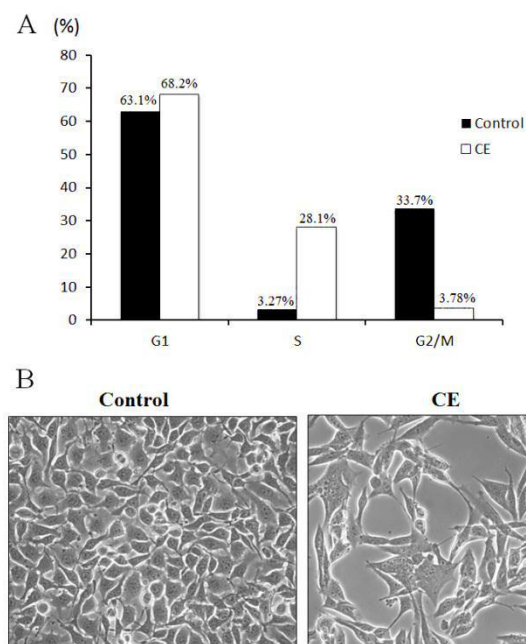 A (%)
80
70
60
50
40
30
20
10
0
63.1%
68.2%
3.27%
28.1%
33.7%
3.78%
G1
S
G2/M
Control
CE
B
Control
CE